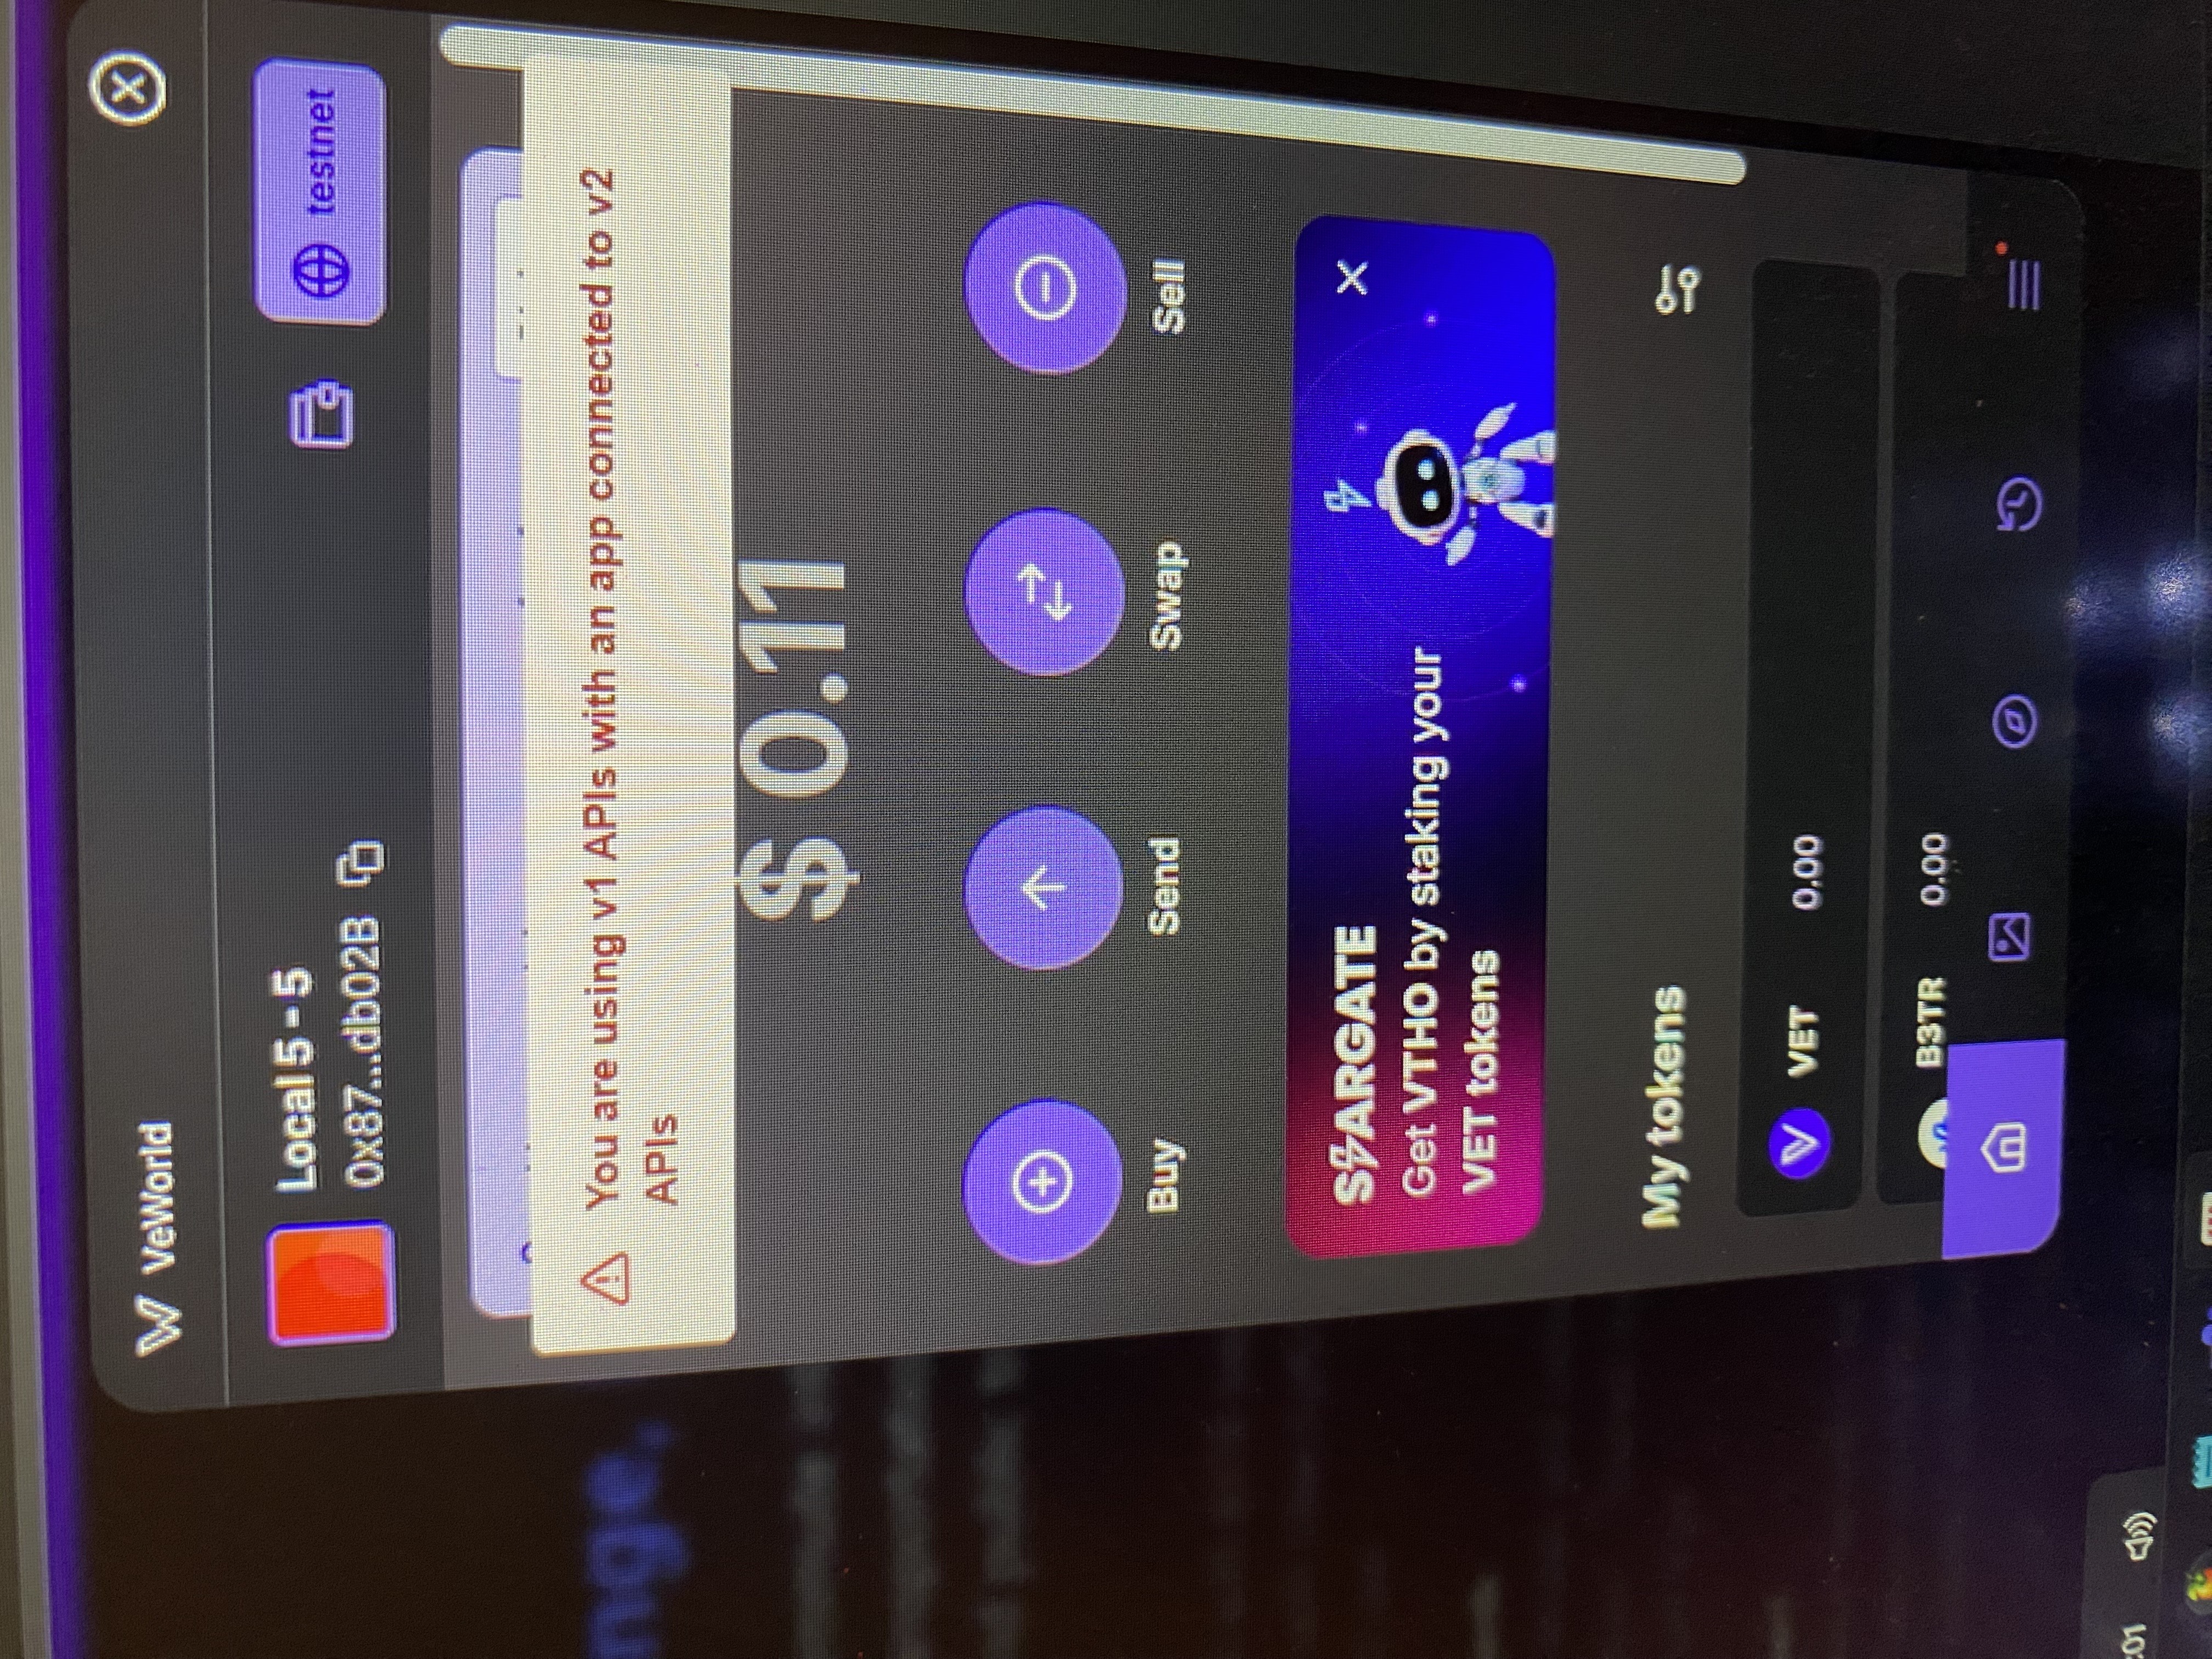 VeWorld
Local 5 - 5
0x87...db02B
testnet
You are using v1 APIs with an app connected to v2
APIs
$ 0.11
Buy
Send
Swap
Sell
STARGATE
Get VTHO by staking your
VET tokens
My tokens
VET
0.00
B3TR
0.00
nge,
:01